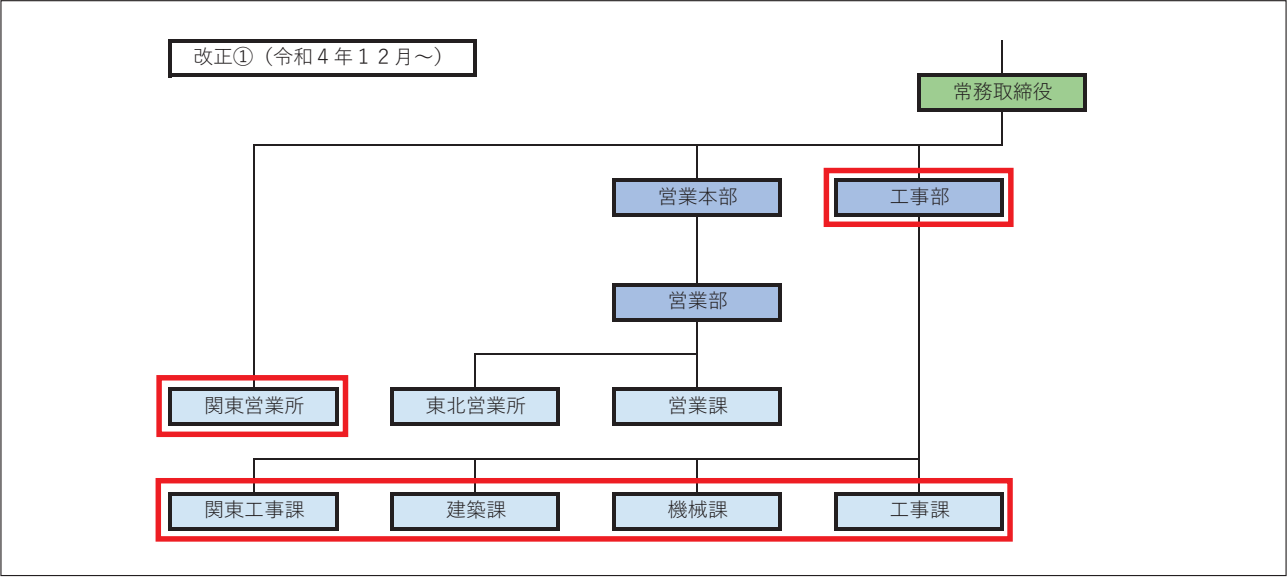 改正①（令和４年１２月～）
常務取締役
営業本部
工事部
営業部
関東営業所
東北営業所
営業課
関東工事課
建築課
機械課
工事課